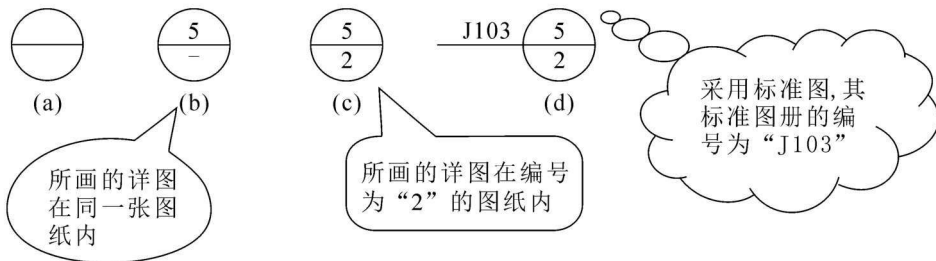 5
–
5
2
J103
5
2
(a)
(b)
(c)
(d)
所画的详图
在同一张图
纸内
所画的详图在编号
为“2”的图纸内
采用标准图,其
标准图册的编
号为“J103”